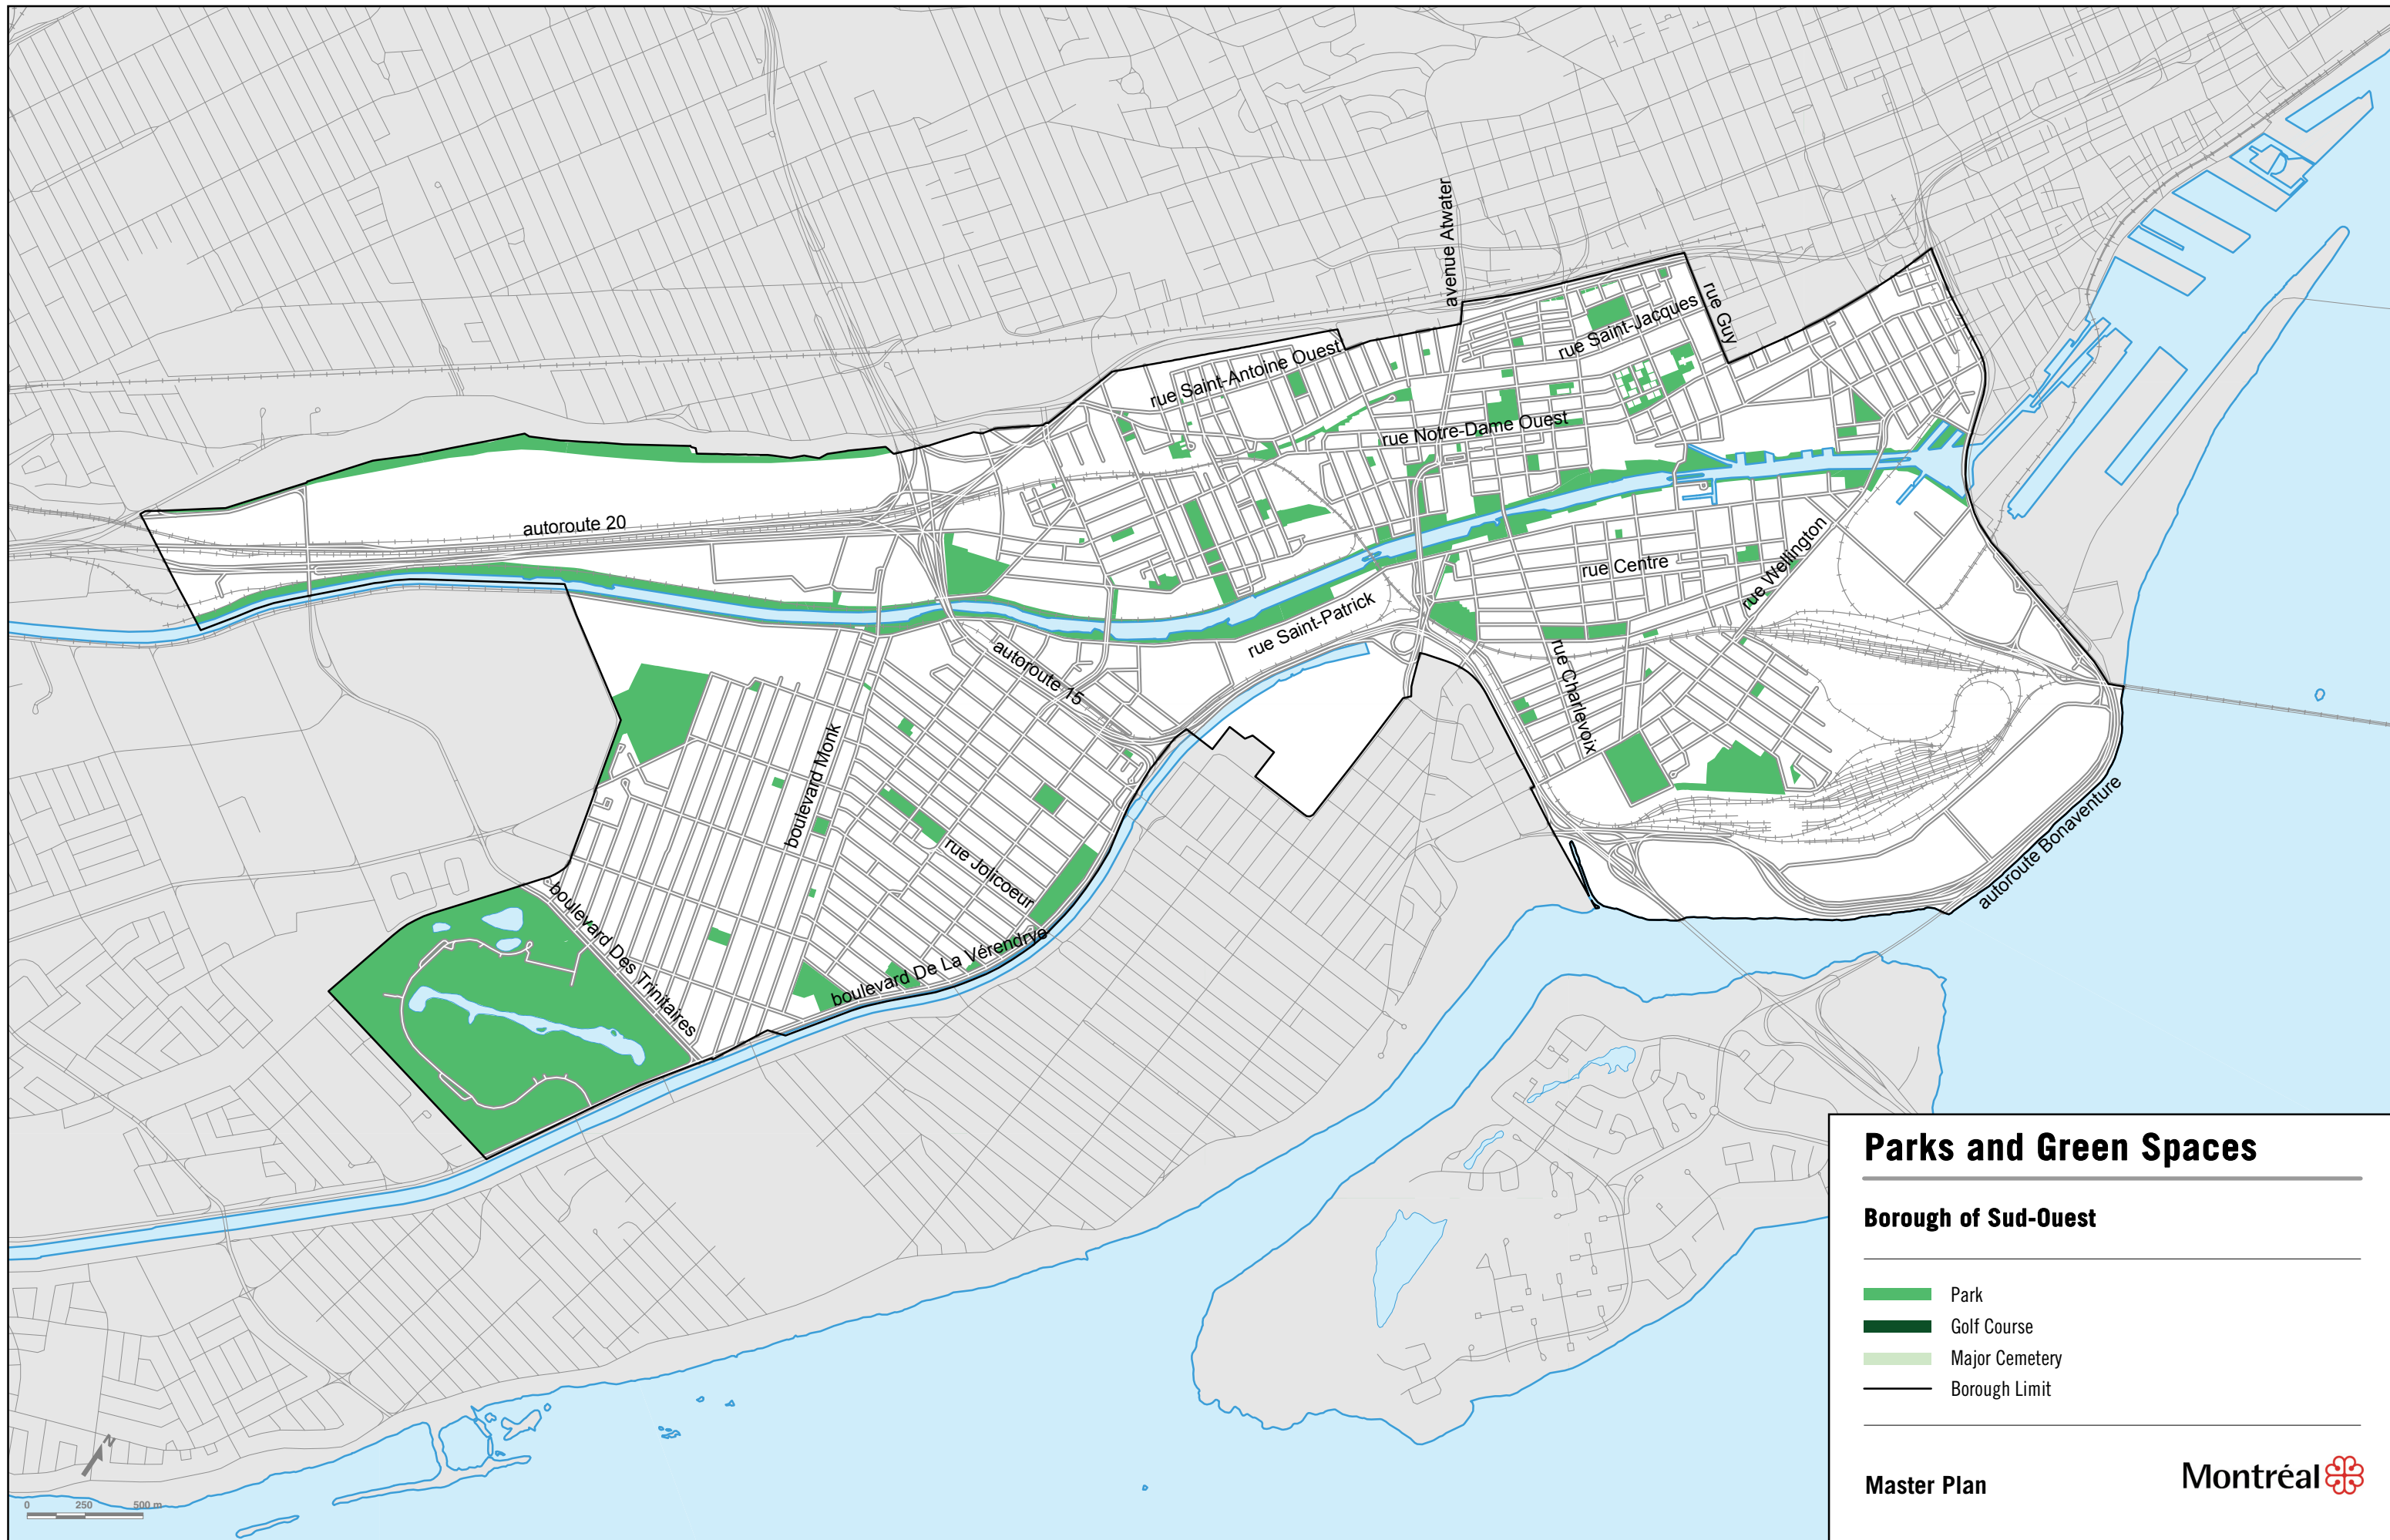 avenue Atwater
rue Guy
rue Saint-Jacques
rue Saint-Antoine Ouest
rue Notre-Dame Ouest
autoroute 20
rue Centre
rue Wellington
rue Saint-Patrick
autoroute 15
rue Charlevoix
boulevard Monk
rue Jolicoeur
autoroute Bonaventure
boulevard Des Trinitaires
boulevard De La Vérendrye
Parks and Green Spaces
Borough of Sud-Ouest
Park
Golf Course
Major Cemetery
Borough Limit
Master Plan
Montréal
N
0 250 500 m